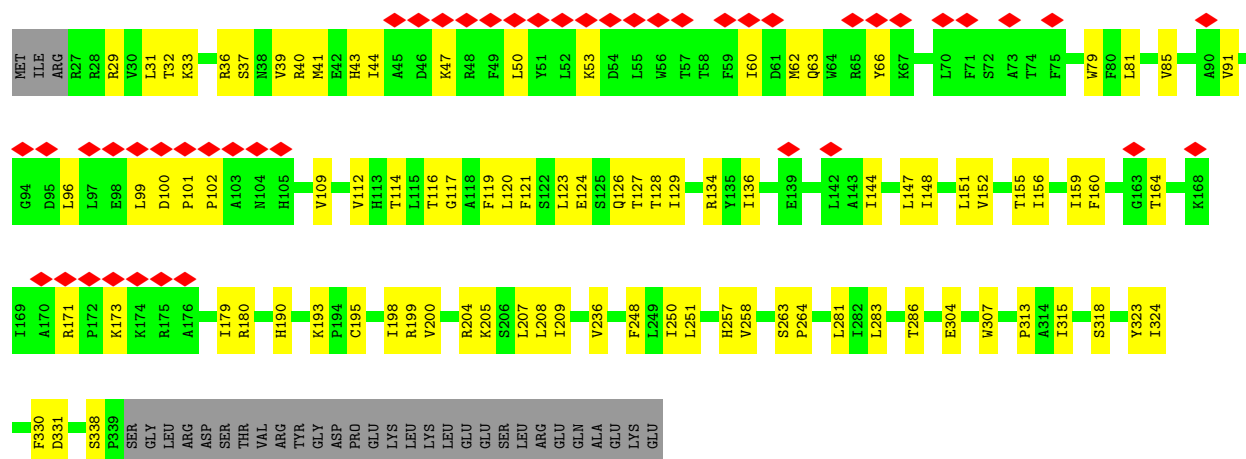 MET ILE ARG R27 R28 R29 V30 L31 T32 K33 R36 S37 N38 V39 R40 M41 E42 H43 I44 A45 D46 K47 R48 F49 L50 Y51 L52 K53 D54 L55 W56 T57 T58 F59 I60 D61 M62 Q63 W64 R65 Y66 K67 L70 F71 S72 A73 T74 F75 W79 F80 L81 V85 A90 V91
G94 D95 L96 L97 E98 L99 D100 P101 P102 A103 N104 H105 V109 V112 H113 T114 L115 T116 G117 A118 F119 L120 F121 S122 L123 E124 S125 Q126 T127 T128 I129 R134 Y135 I136 E139 L142 A143 I144 L147 I148 L151 V152 T155 I156 I159 F160 G163 T164 K168
I169 A170 R171 P172 K173 K174 R175 A176 I179 R180 H190 K193 P194 C195 I198 R199 V200 R204 K205 S206 L207 L208 I209 V236 F248 L249 I250 L251 H257 V258 S263 P264 L281 I282 L283 T286 E304 W307 P313 A314 I315 S318 Y323 I324
F330 D331 S338 P339 SER GLY LEU ARG ASP SER THR VAL ARG TYR GLY ASP PRO GLU LYS LEU LYS LEU GLU GLU SER LEU ARG GLU GLN ALA GLU LYS GLU